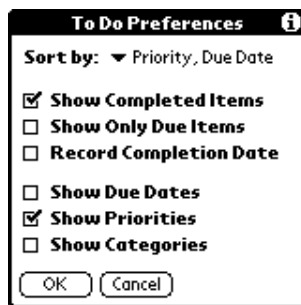 To Do Preferences
Sort by: Priority, Due Date
Show Completed Items
Show Only Due Items
Record Completion Date
Show Due Dates
Show Priorities
Show Categories
OK Cancel